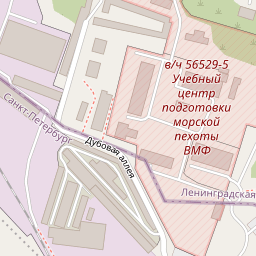 в/ч 56529-5
Учебный
центр
подготовки
морской
пехоты
ВМФ
Санкт-Петербург
Дубовая аллея
Ленинградская